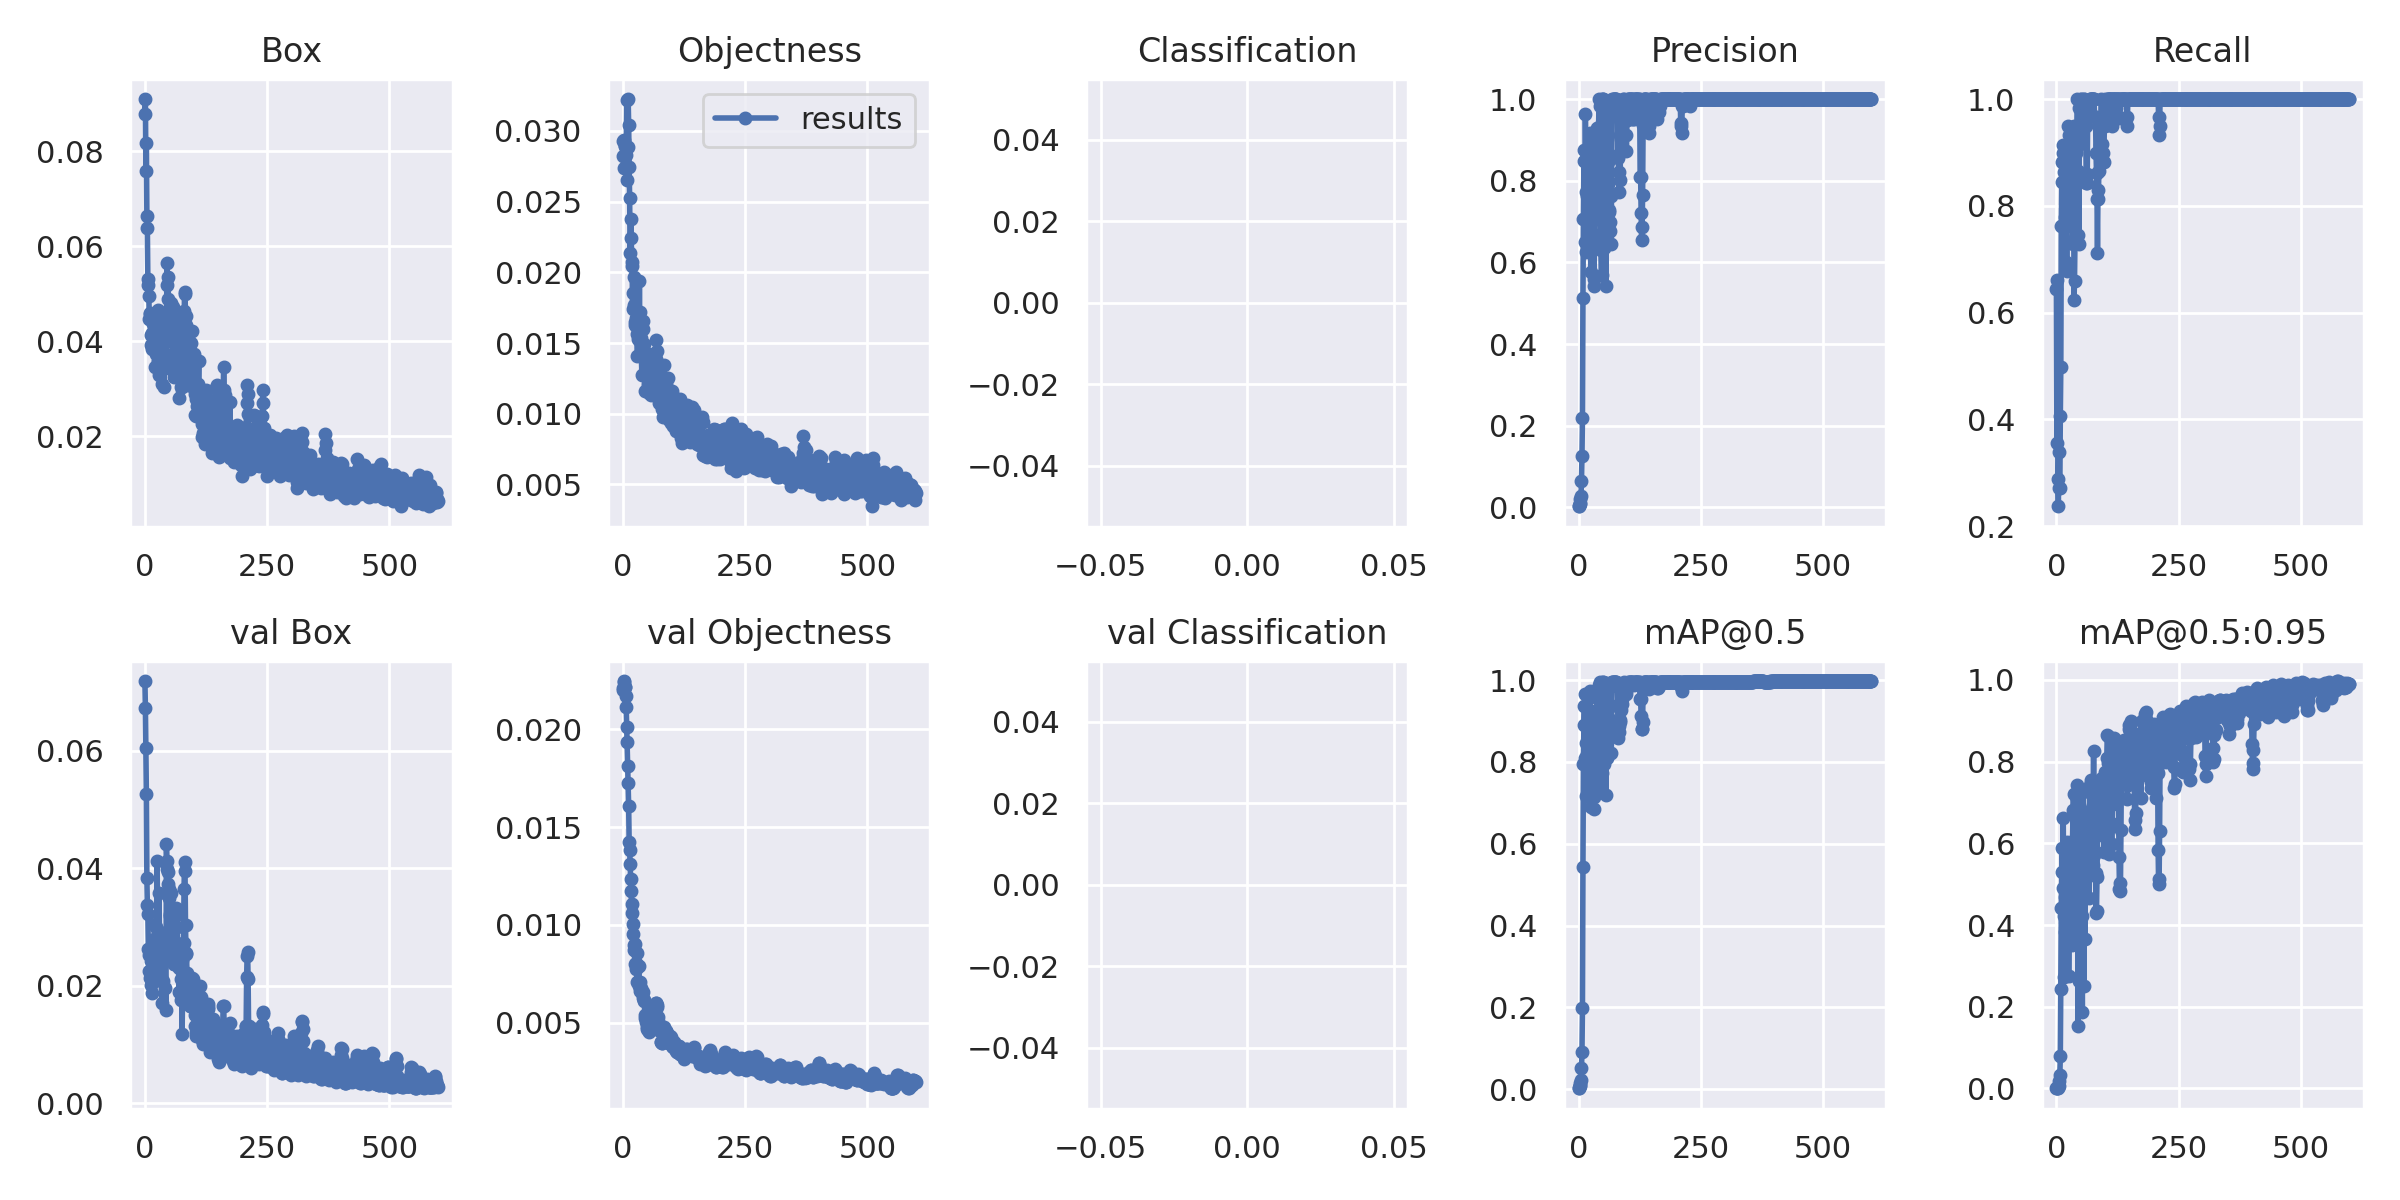 Box
Objectness
Classification
Precision
Recall
results
0.08
0.06
0.04
0.02
0 250 500
0.030
0.025
0.020
0.015
0.010
0.005
0 250 500
0.04
0.02
0.00
−0.02
−0.04
−0.05 0.00 0.05
1.0
0.8
0.6
0.4
0.2
0.0
0 250 500
1.0
0.8
0.6
0.4
0.2
0 250 500
val Box
val Objectness
val Classification
mAP@0.5
mAP@0.5:0.95
0.06
0.04
0.02
0.00
0 250 500
0.020
0.015
0.010
0.005
0 250 500
0.04
0.02
0.00
−0.02
−0.04
−0.05 0.00 0.05
1.0
0.8
0.6
0.4
0.2
0.0
0 250 500
1.0
0.8
0.6
0.4
0.2
0.0
0 250 500